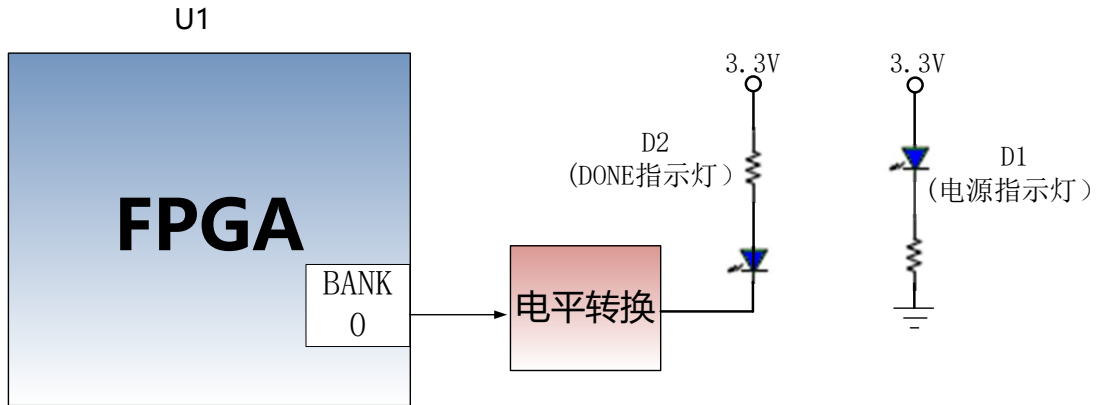 U1
FPGA
BANK
0
电平转换
3.3V
D2
(DONE指示灯）
3.3V
D1
(电源指示灯）